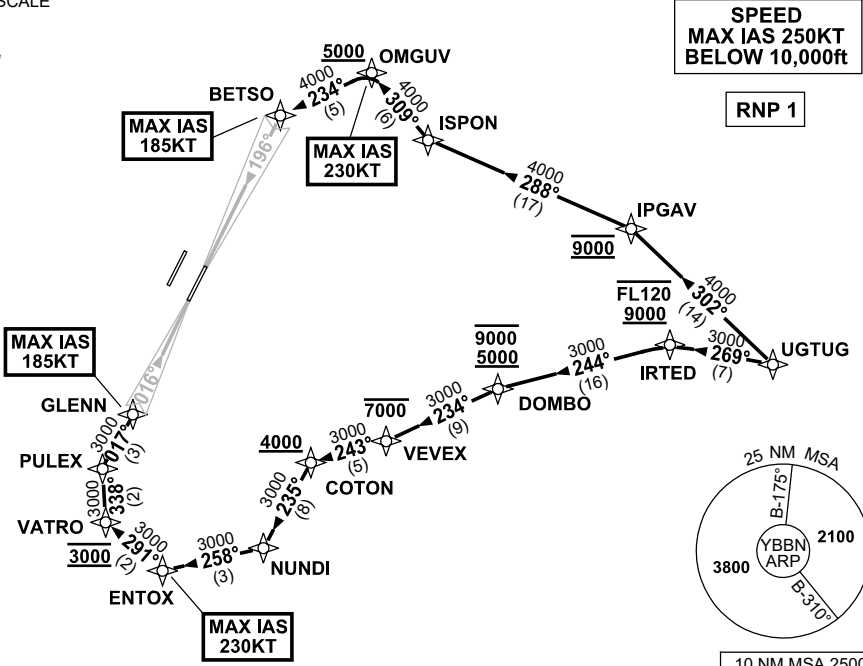 SCALE
SPEED
MAX IAS 250KT
BELOW 10,000ft
RNP 1
5000
OMGUV
4000
234°
(5)
BETSO
MAX IAS
185KT
4000
309°
(6)
ISPON
MAX IAS
230KT
196°
4000
288°
(17)
IPGAV
9000
4000
302°
(14)
FL120
9000
3000
269°
(7)
UGTUG
IRTED
9000
5000
3000
244°
(16)
DOMBO
7000
3000
234°
(9)
VEVEX
4000
3000
243°
(5)
COTON
3000
235°
(8)
NUNDI
3000
258°
(3)
ENTOX
MAX IAS
230KT
3000
291°
(2)
3000
VATRO
3000
338°
(2)
PULEX
3000
017°
(3)
GLENN
MAX IAS
185KT
016°
25 NM MSA
B-175°
2100
YBBN
ARP
3800
B-310°
10 NM MSA 2500